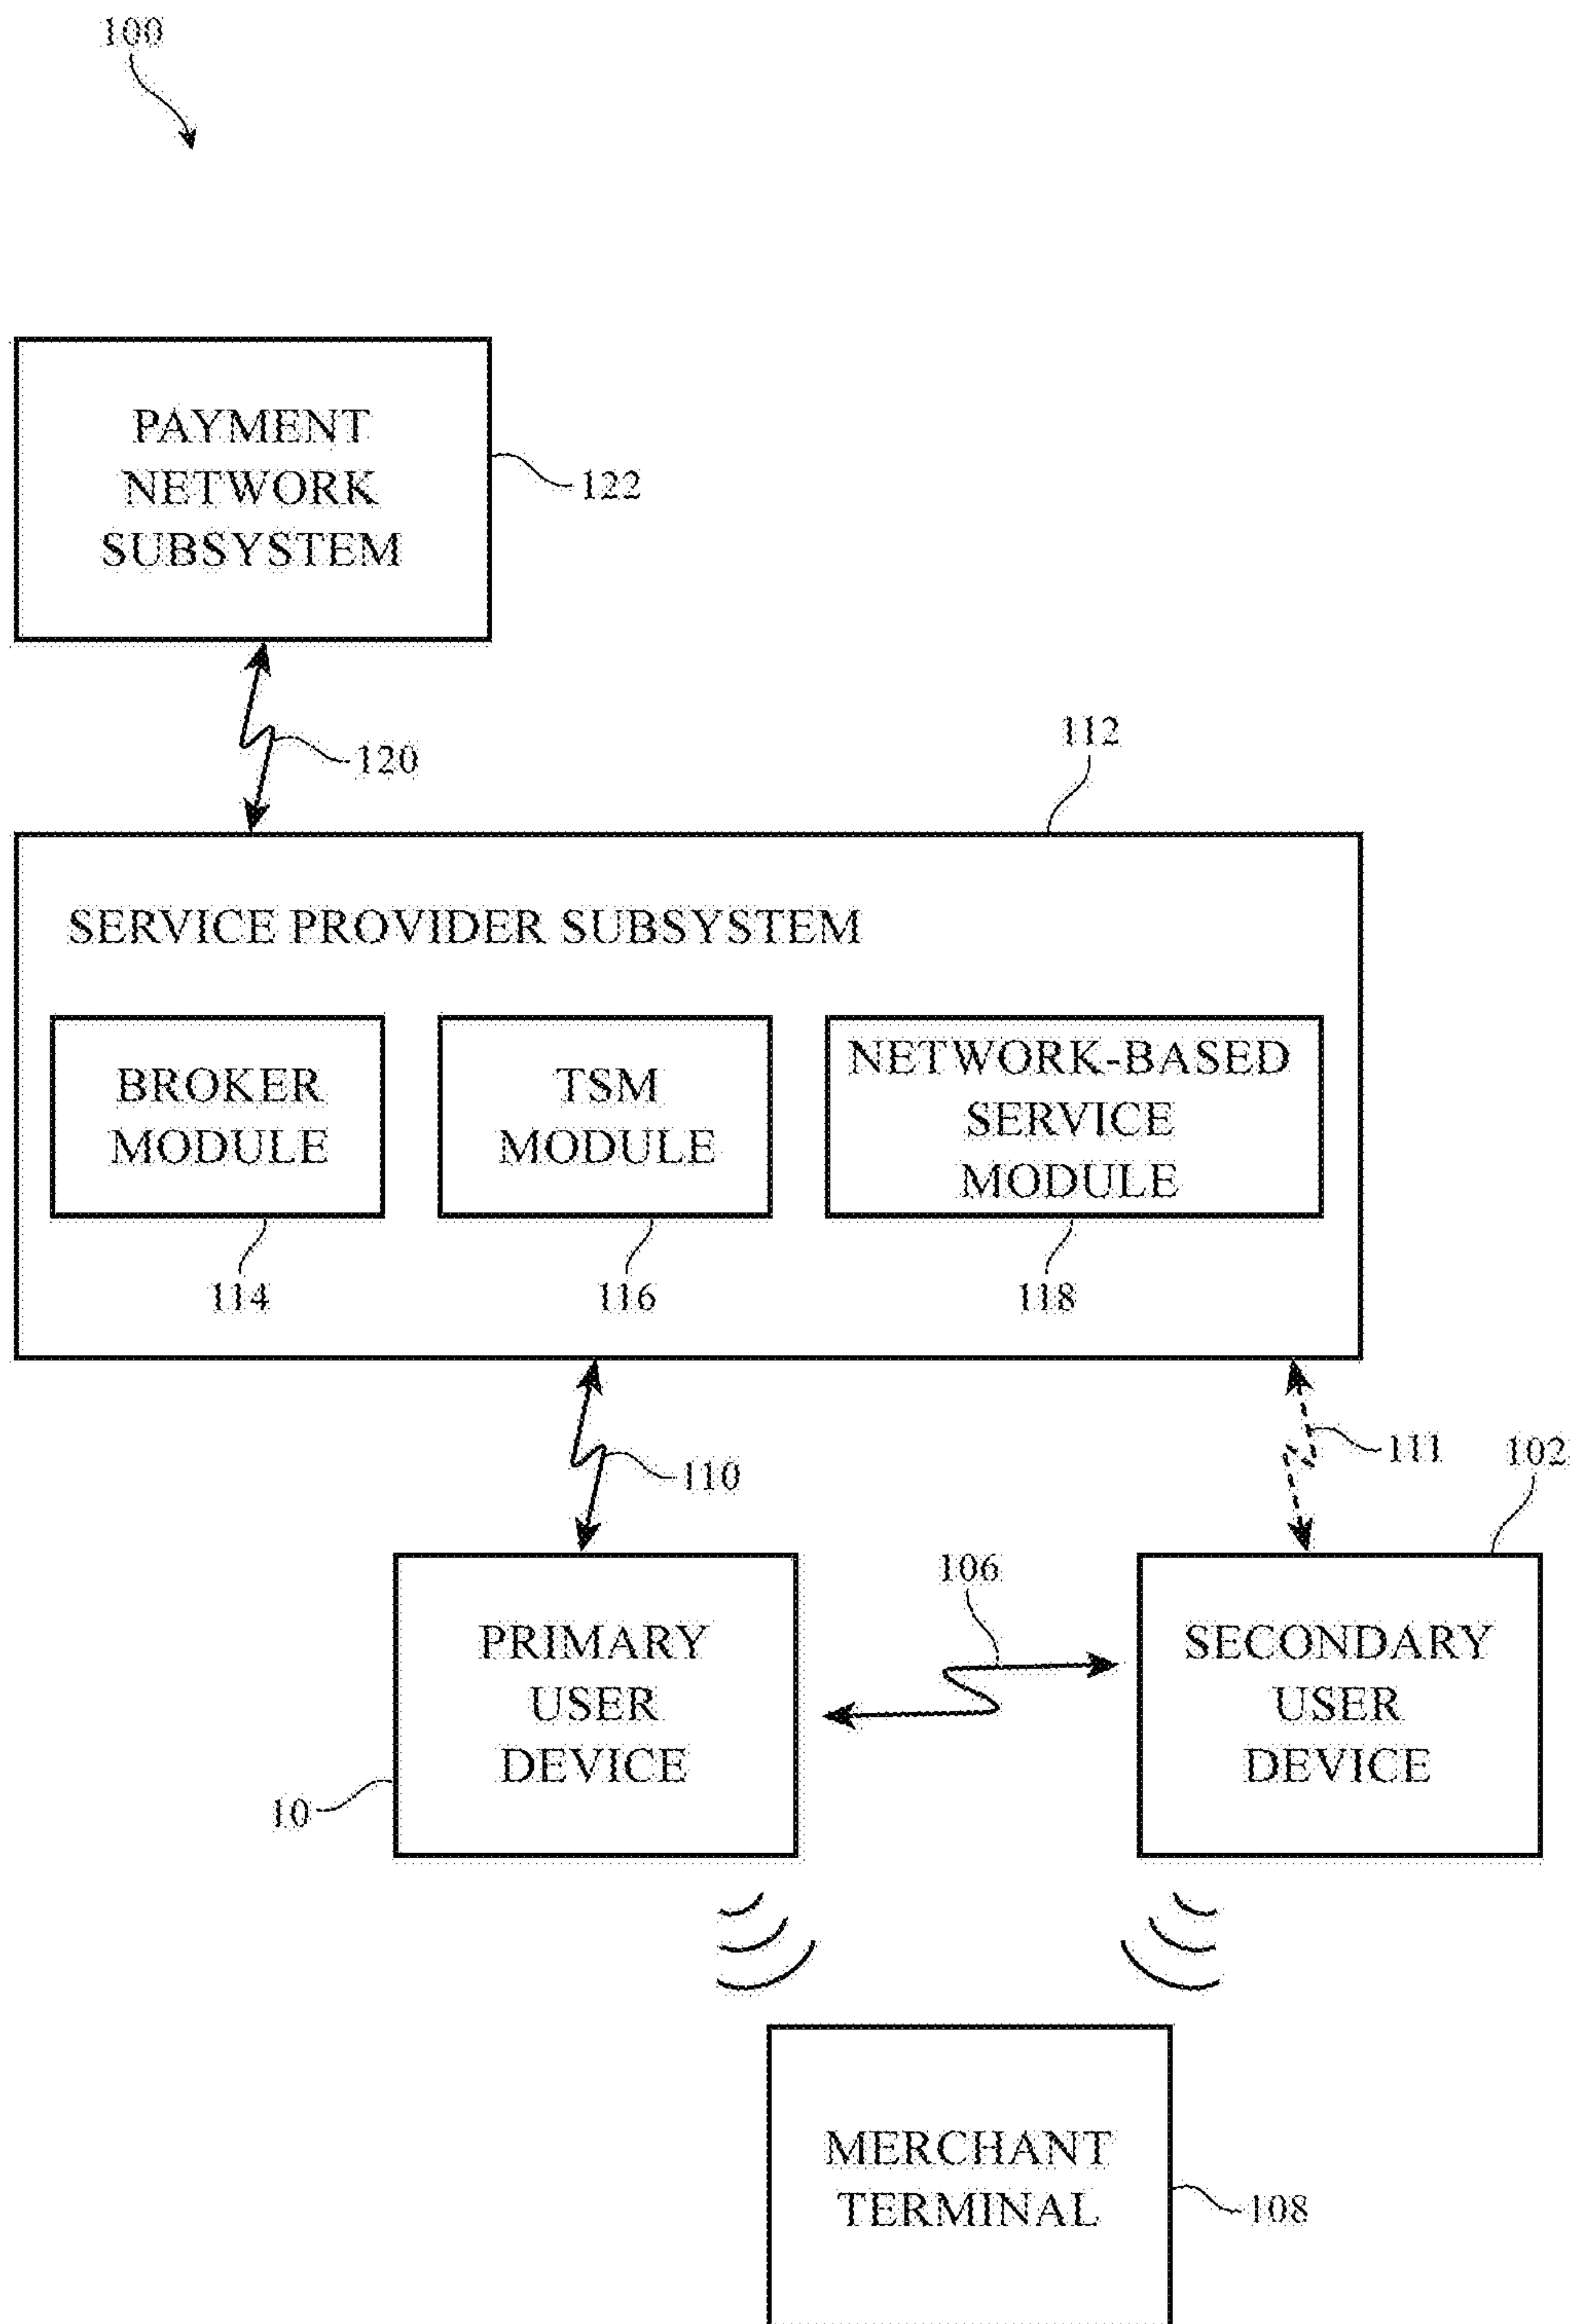 100
PAYMENT
NETWORK
SUBSYSTEM
122
120
112
SERVICE PROVIDER SUBSYSTEM
BROKER
MODULE
TSM
MODULE
NETWORK-BASED
SERVICE
MODULE
114
116
118
110
111
102
106
PRIMARY
USER
DEVICE
SECONDARY
USER
DEVICE
10
MERCHANT
TERMINAL
108